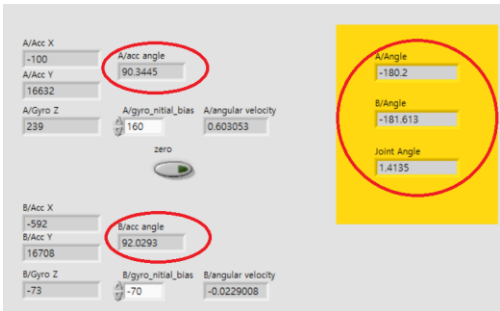 A/Acc X
-100
A/Acc Y
16632
A/Gyro Z
239
A/acc angle
90.3445
A/gyro_nitial_bias
160
A/angular velocity
0.603053
zero
B/Acc X
-592
B/Acc Y
16708
B/Gyro Z
-73
B/acc angle
92.0293
B/gyro_nitial_bias
-70
B/angular velocity
-0.0229008
A/Angle
-180.2
B/Angle
-181.613
Joint Angle
1.4135